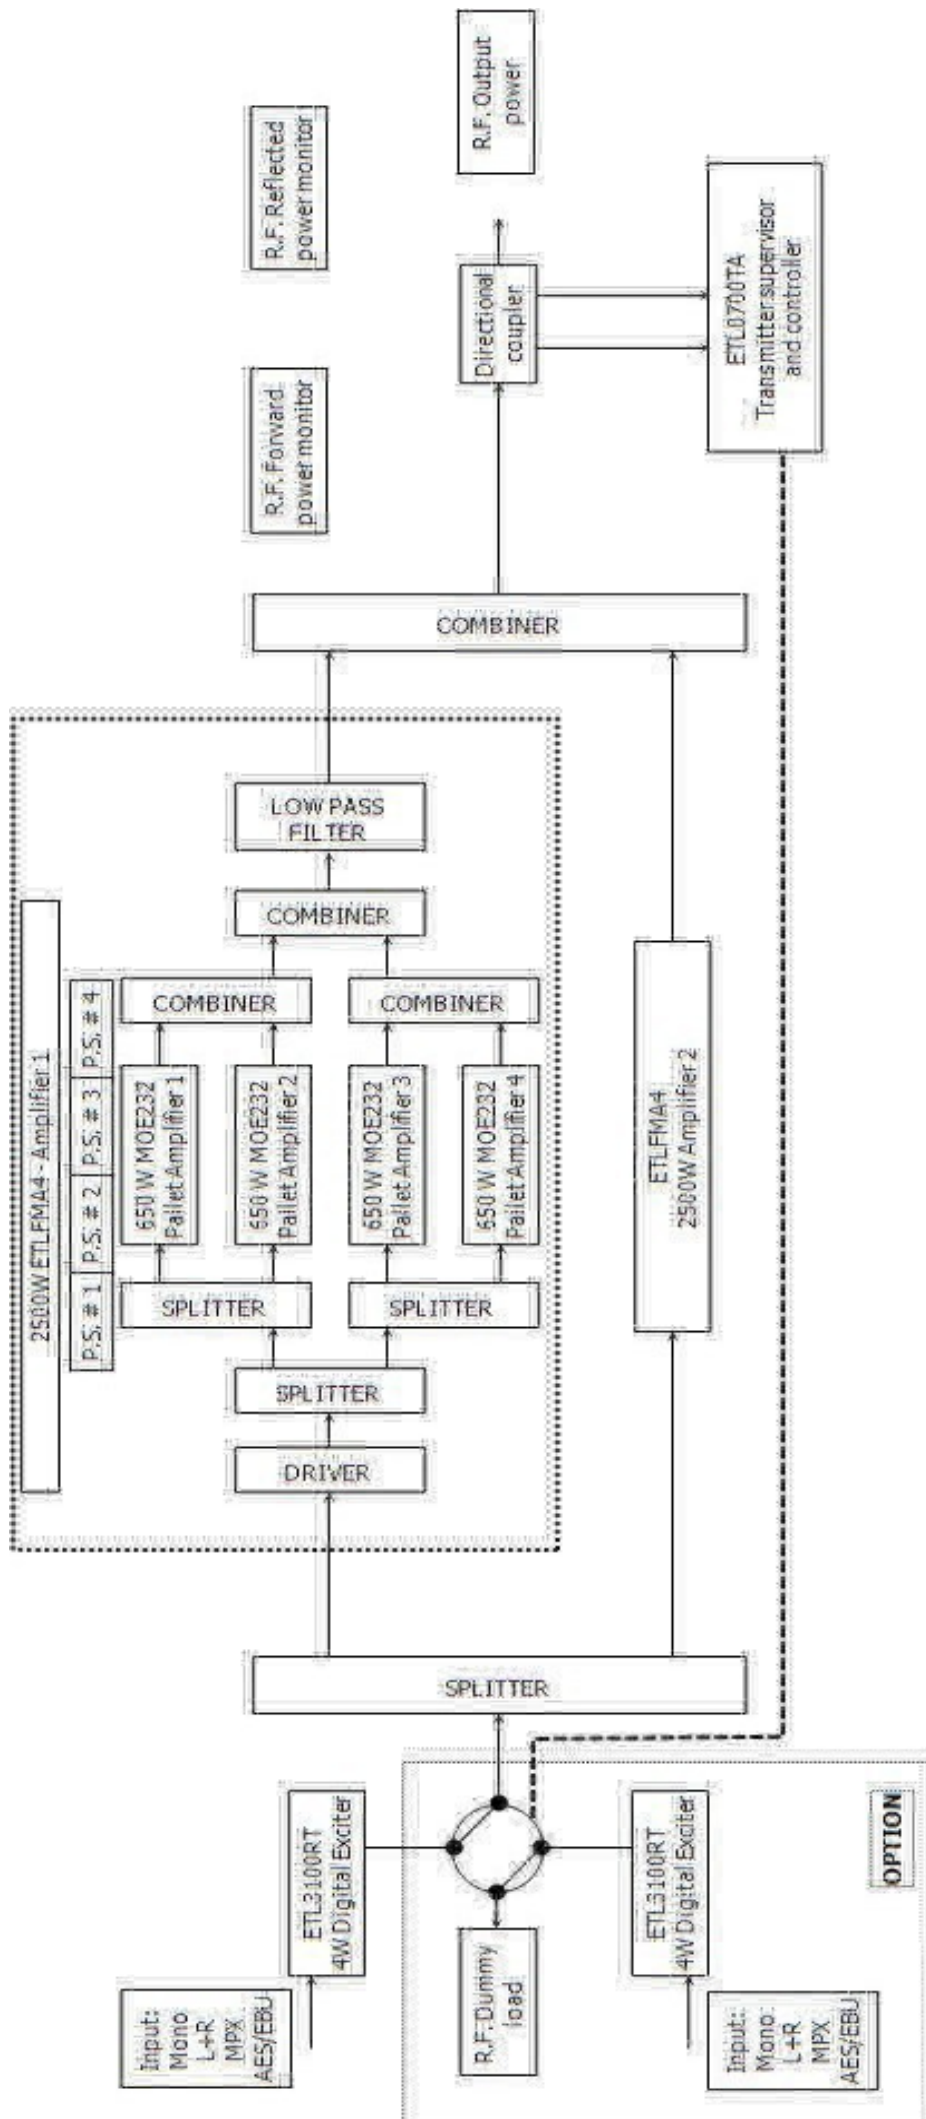 Input:
Mono
L+R
MPX
AES/EBU
ETL3100RT
4W Digital Exciter
R.F. Dummy
load
Input:
Mono
L+R
MPX
AES/EBU
ETL3100RT
4W Digital Exciter
OPTION
SPLITTER
2500W ETLFMA4 - Amplifier 1
P.S. # 1
P.S. # 2
P.S. # 3
P.S. # 4
DRIVER
SPLITTER
SPLITTER
SPLITTER
650 W MOE232
Pallet Amplifier 1
650 W MOE232
Pallet Amplifier 2
650 W MOE232
Pallet Amplifier 3
650 W MOE232
Pallet Amplifier 4
COMBINER
COMBINER
COMBINER
LOW PASS
FILTER
ETLFMA4
2500W Amplifier 2
COMBINER
R.F. Forward
power monitor
R.F. Reflected
power monitor
Directional
coupler
R.F. Output
power
ETL0700TA
Transmitter supervisor
and controller